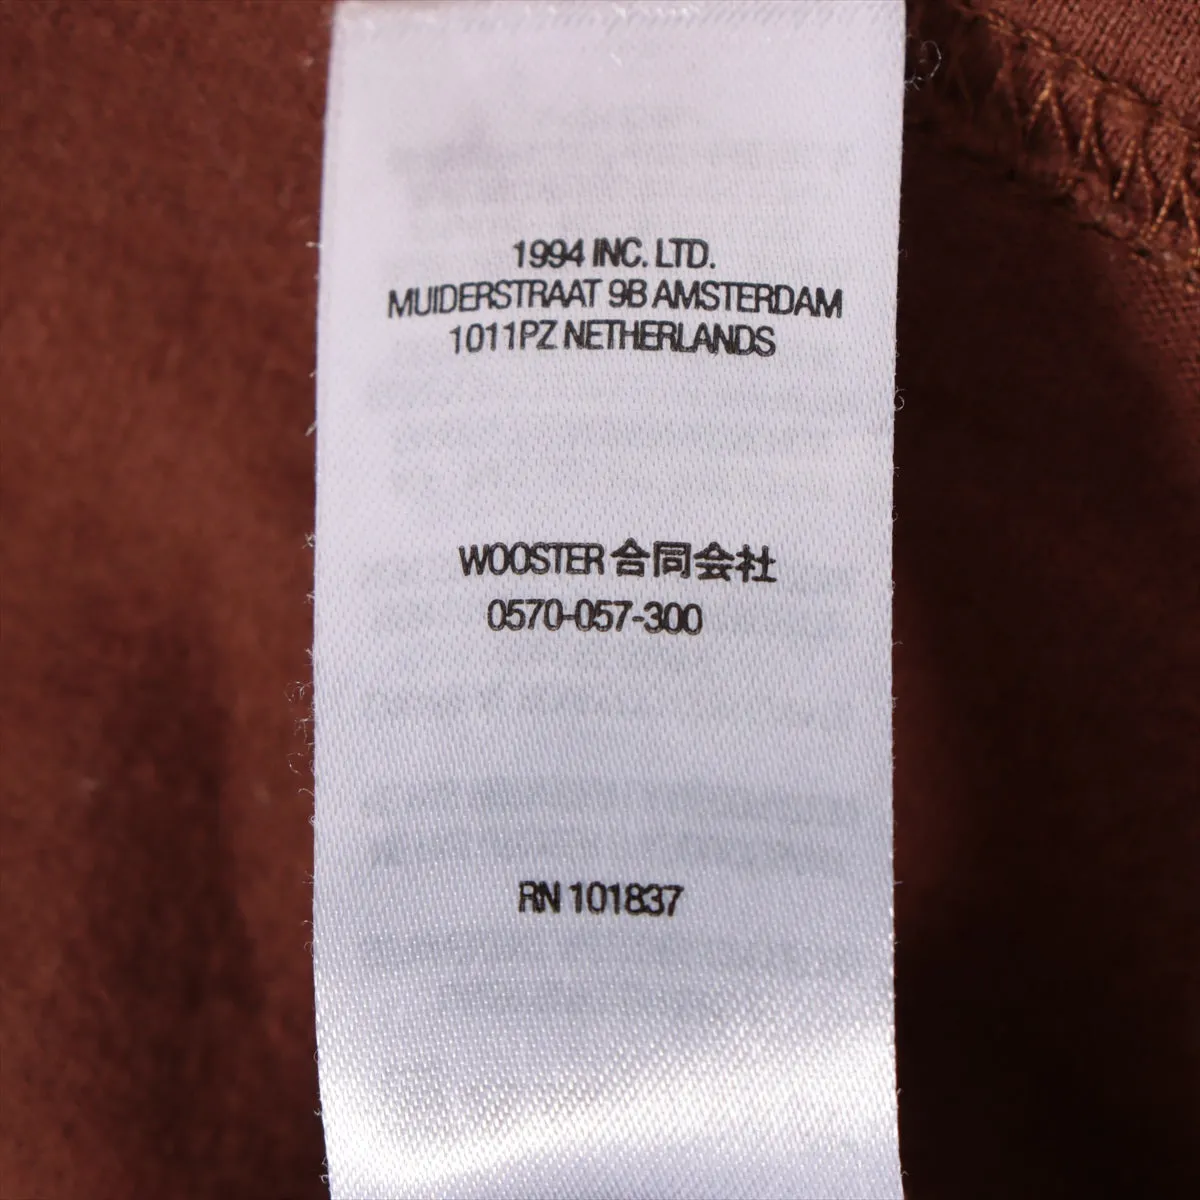 1994 INC. LTD.
MUIDERSTRAAT 9B AMSTERDAM
1011PZ NETHERLANDS
WOOSTER 合同会社
0570-057-300
RN 101837